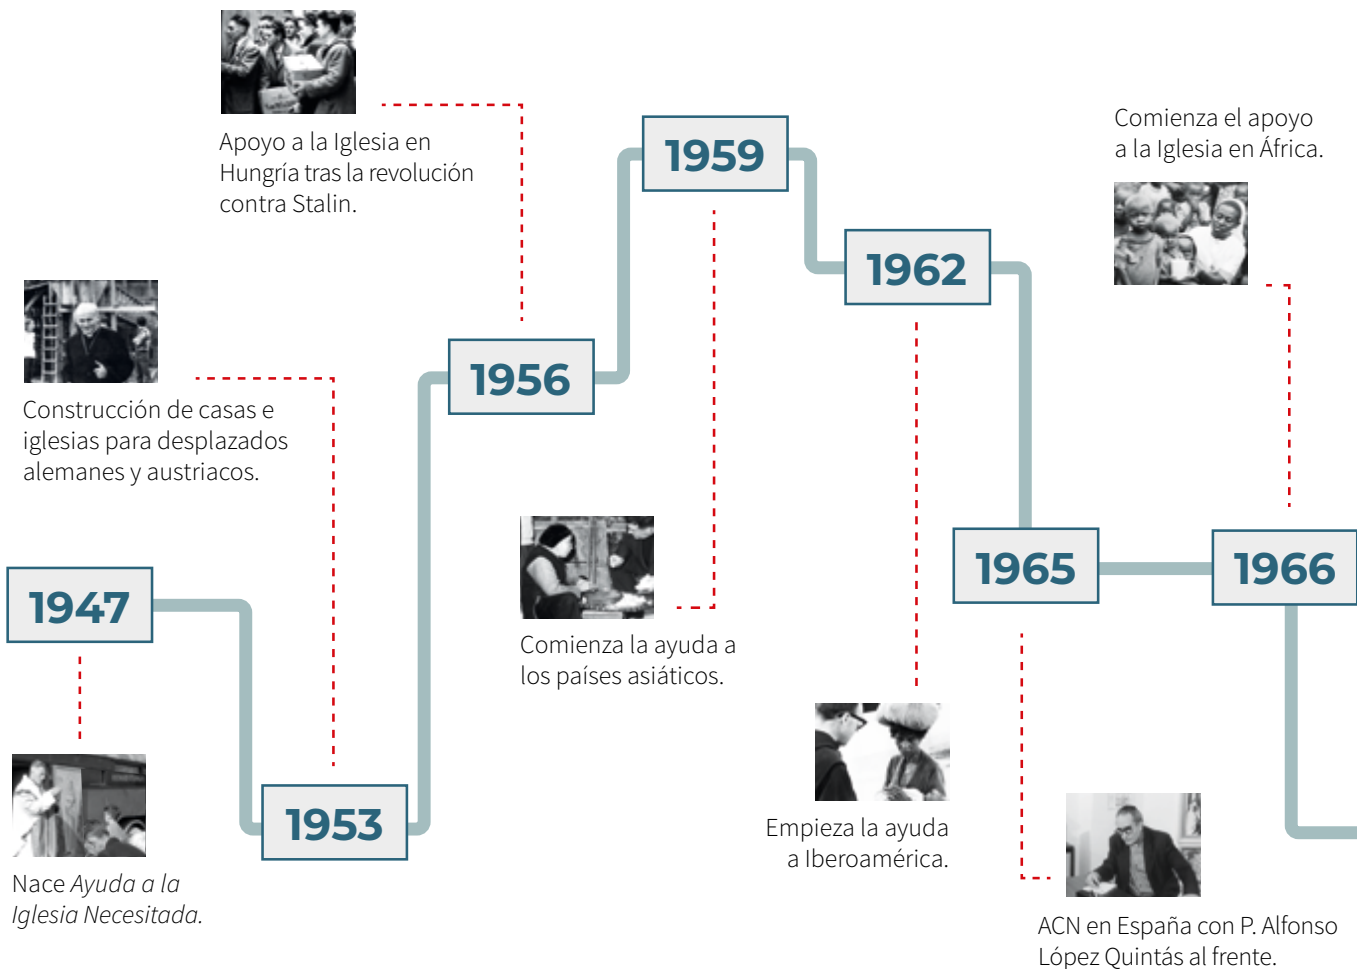 1947
Nace Ayuda a la
Iglesia Necesitada.
1953
Construcción de casas e
iglesias para desplazados
alemanes y austriacos.
1956
Apoyo a la Iglesia en
Hungría tras la revolución
contra Stalin.
1959
Comienza la ayuda a
los países asiáticos.
1962
Empieza la ayuda
a Iberoamérica.
1965
ACN en España con P. Alfonso
López Quintás al frente.
1966
Comienza el apoyo
a la Iglesia en África.